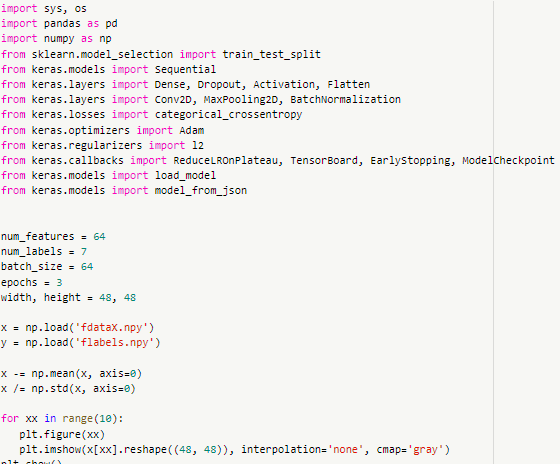 import sys, os
import pandas as pd
import numpy as np
from sklearn.model_selection import train_test_split
from keras.models import Sequential
from keras.layers import Dense, Dropout, Activation, Flatten
from keras.layers import Conv2D, MaxPooling2D, BatchNormalization
from keras.losses import categorical_crossentropy
from keras.optimizers import Adam
from keras.regularizers import l2
from keras.callbacks import ReduceLROnPlateau, TensorBoard, EarlyStopping, ModelCheckpoint
from keras.models import load_model
from keras.models import model_from_json
num_features = 64
num_labels = 7
batch_size = 64
epochs = 3
width, height = 48, 48
x = np.load('fdataX.npy')
y = np.load('flabels.npy')
x -= np.mean(x, axis=0)
x /= np.std(x, axis=0)
for xx in range(10):
plt.figure(xx)
plt.imshow(x[xx].reshape((48, 48)), interpolation='none', cmap='gray')
plt.show()